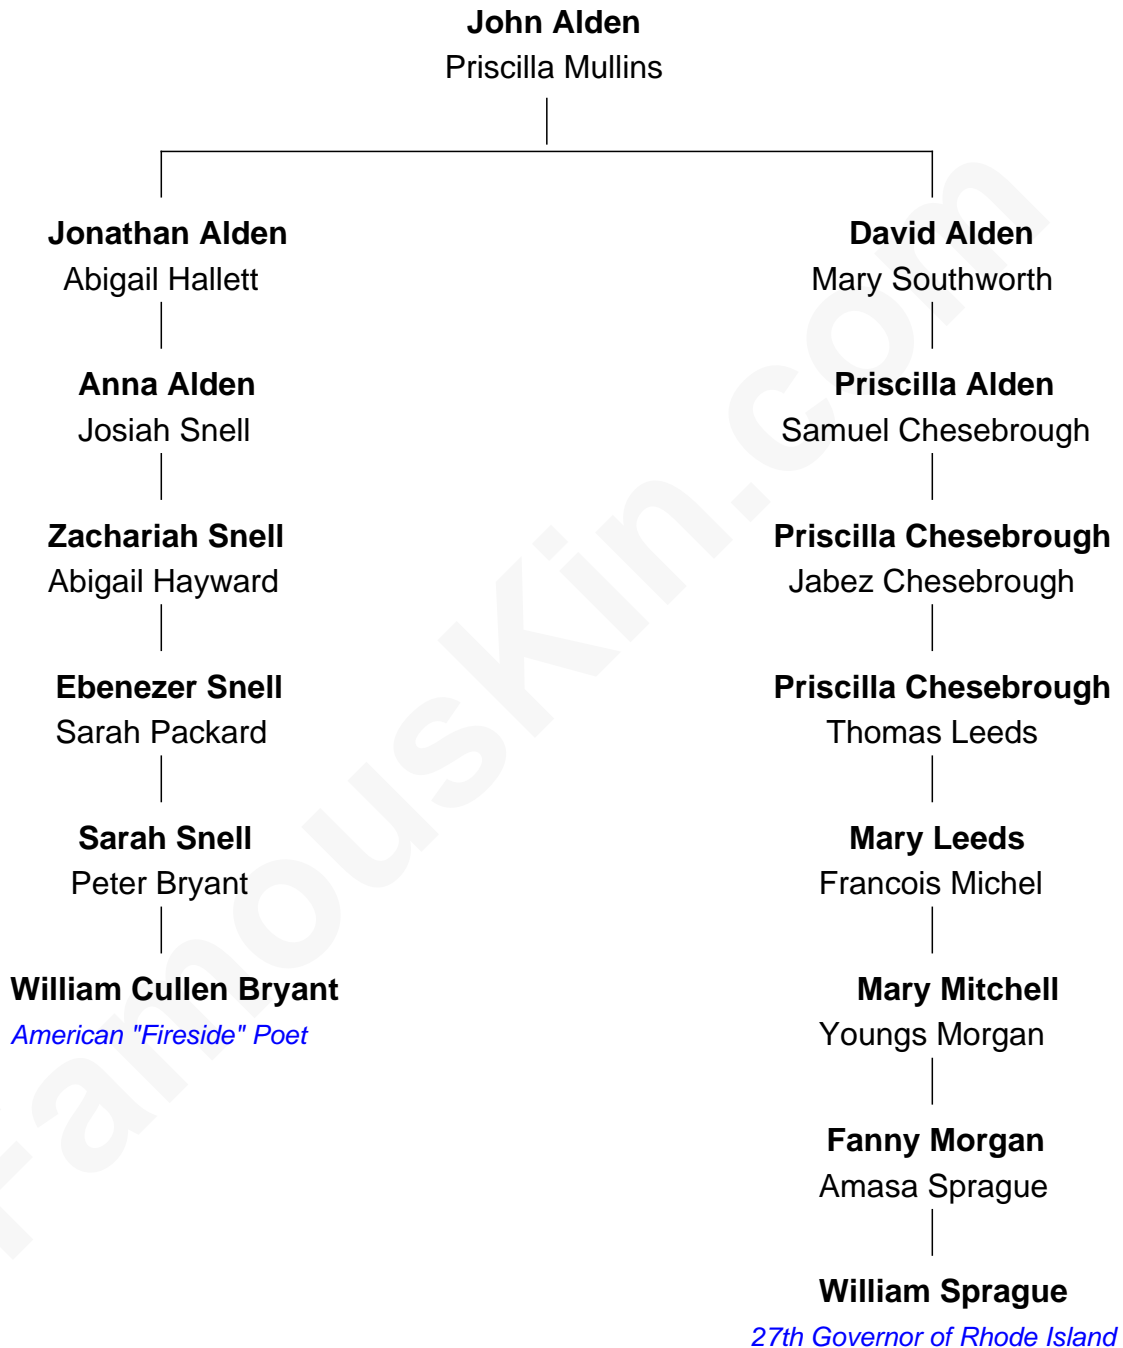 John Alden
Priscilla Mullins
Jonathan Alden
Abigail Hallett
Anna Alden
Josiah Snell
Zachariah Snell
Abigail Hayward
Ebenezer Snell
Sarah Packard
Sarah Snell
Peter Bryant
William Cullen Bryant
American "Fireside" Poet
David Alden
Mary Southworth
Priscilla Alden
Samuel Chesebrough
Priscilla Chesebrough
Jabez Chesebrough
Priscilla Chesebrough
Thomas Leeds
Mary Leeds
Francois Michel
Mary Mitchell
Youngs Morgan
Fanny Morgan
Amasa Sprague
William Sprague
27th Governor of Rhode Island
FamousKin.com